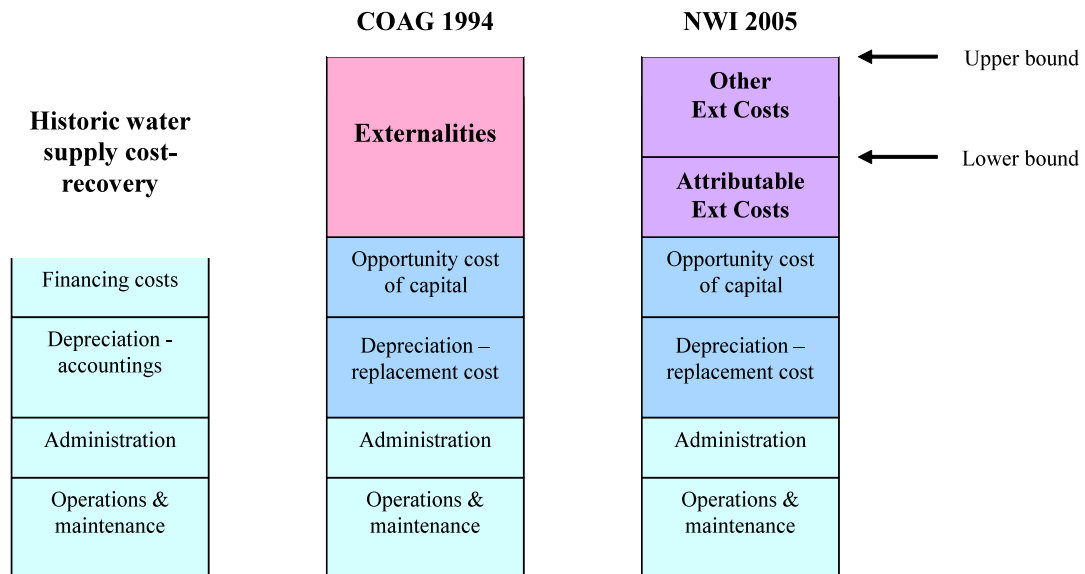 Historic water
supply cost-
recovery
Financing costs
Depreciation -
accountings
Administration
Operations &
maintenance
COAG 1994
Externalities
Opportunity cost
of capital
Depreciation –
replacement cost
Administration
Operations &
maintenance
NWI 2005
Other
Ext Costs
Attributable
Ext Costs
Opportunity cost
of capital
Depreciation –
replacement cost
Administration
Operations &
maintenance
Upper bound
Lower bound